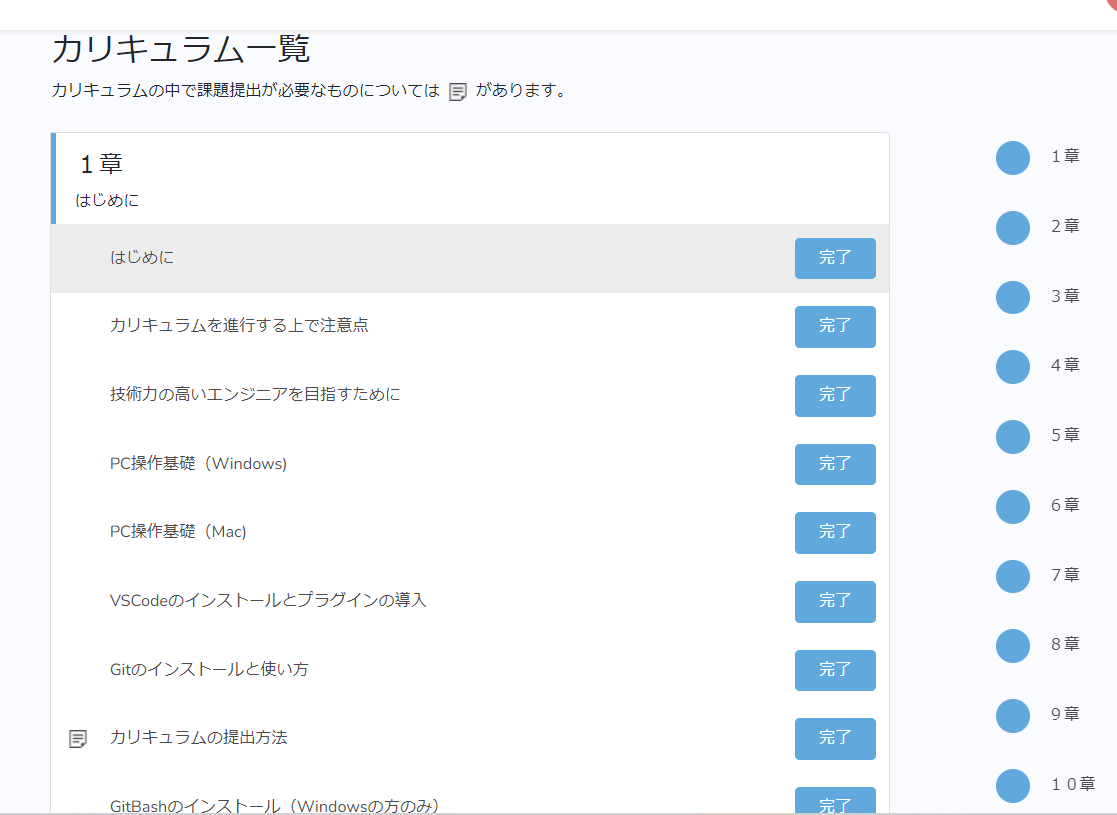 カリキュラム一覧
カリキュラムの中で課題提出が必要なものについては があります。
１章
はじめに
はじめに 完了
カリキュラムを進行する上で注意点 完了
技術力の高いエンジニアを目指すために 完了
PC操作基礎（Windows) 完了
PC操作基礎（Mac) 完了
VSCodeのインストールとプラグインの導入 完了
Gitのインストールと使い方 完了
カリキュラムの提出方法 完了
GitBashのインストール（Windowsの方のみ） 完了
１章
２章
３章
４章
５章
６章
７章
８章
９章
１０章